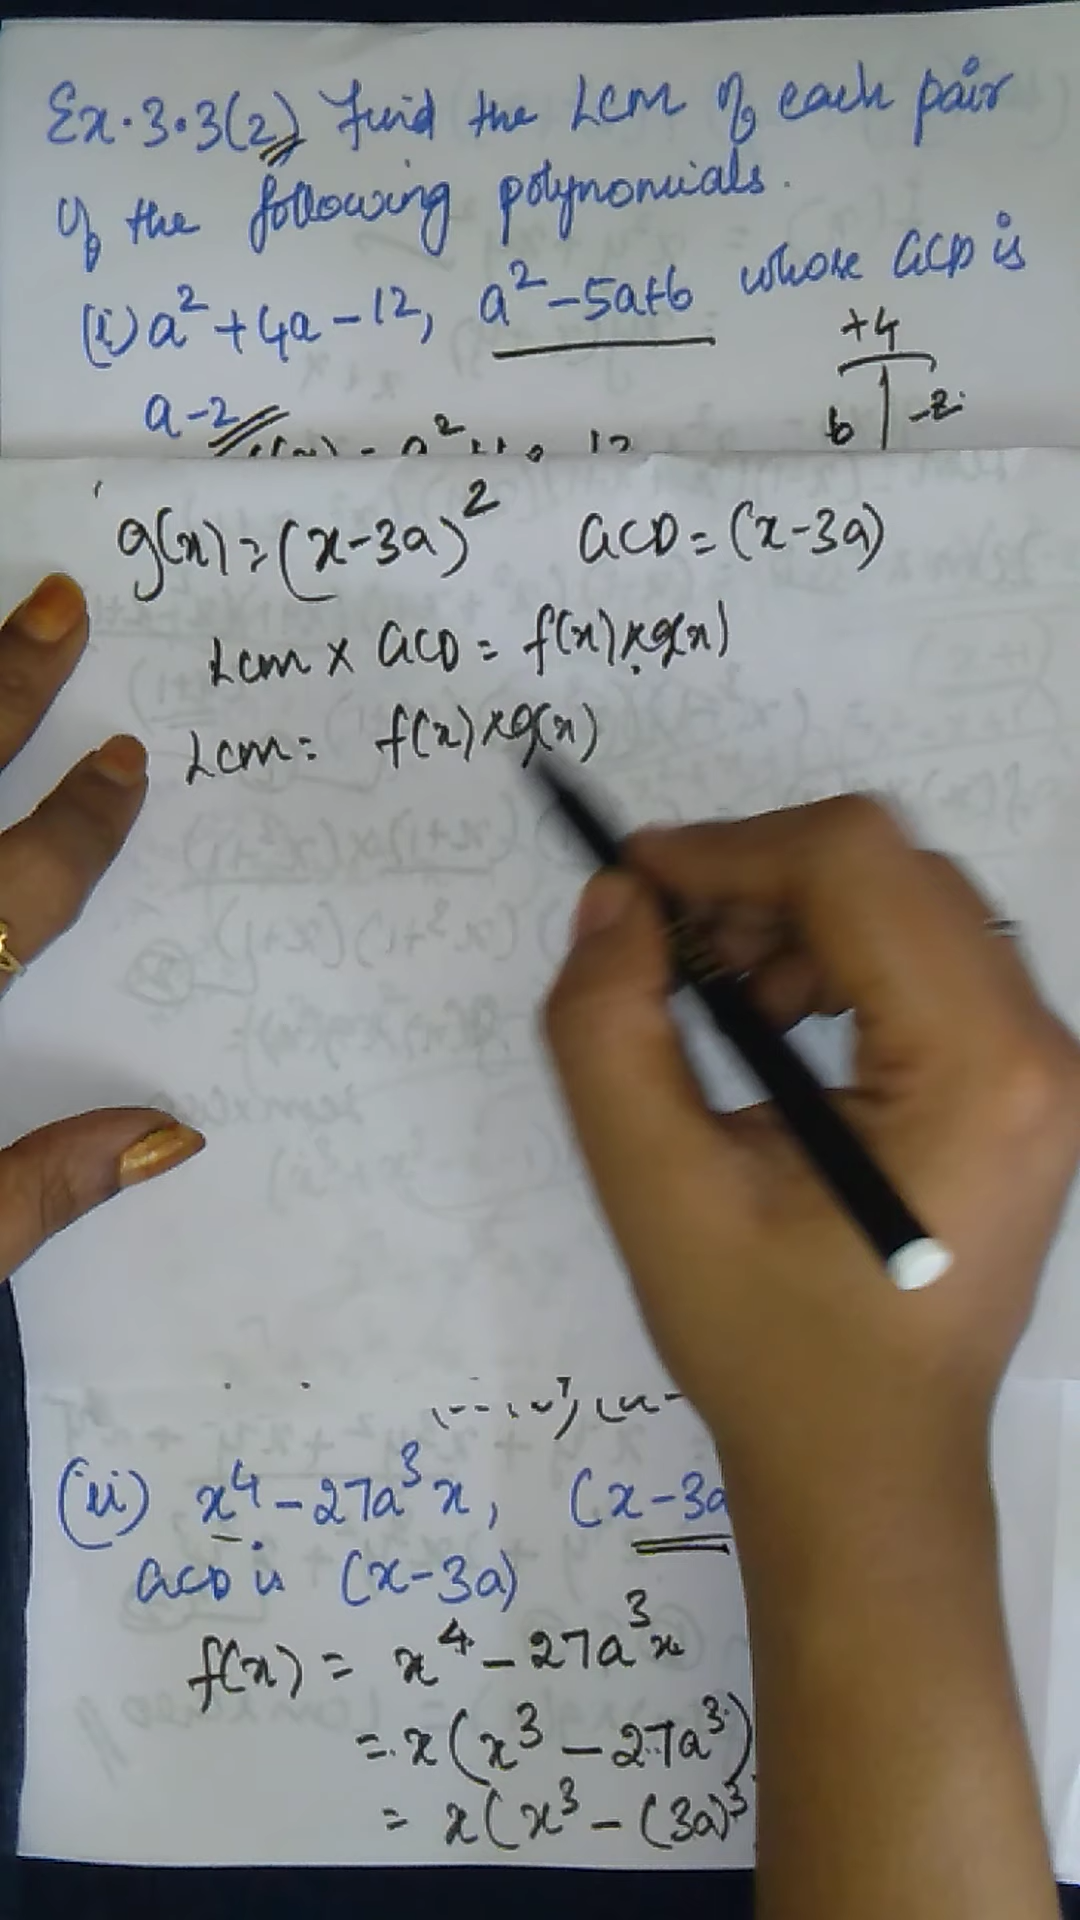 Ex.3.3(2) Find the LCM of each pair
of the following polynomials.
(i) a²+4a-12, a²-5a+6 whose GCD is
a-2
+4
6 | -2
g(x)=(x-3a)² GCD=(x-3a)
LCM x GCD = f(x)xg(x)
LCM= f(x)xg(x)
(ii) x⁴-27a³x, (x-3a
GCD is (x-3a)
f(x) = x⁴-27a³x
= x(x³-27a³)
= x(x³-(3a)³